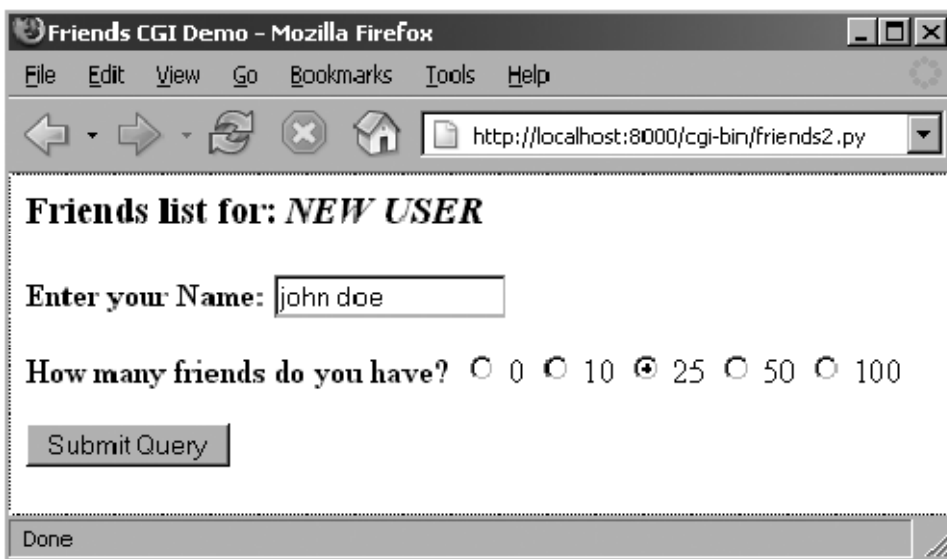 Friends CGI Demo - Mozilla Firefox
File Edit View Go Bookmarks Tools Help
http://localhost:8000/cgi-bin/friends2.py
Friends list for: NEW USER
Enter your Name: john doe
How many friends do you have? 0 10 25 50 100
Submit Query
Done